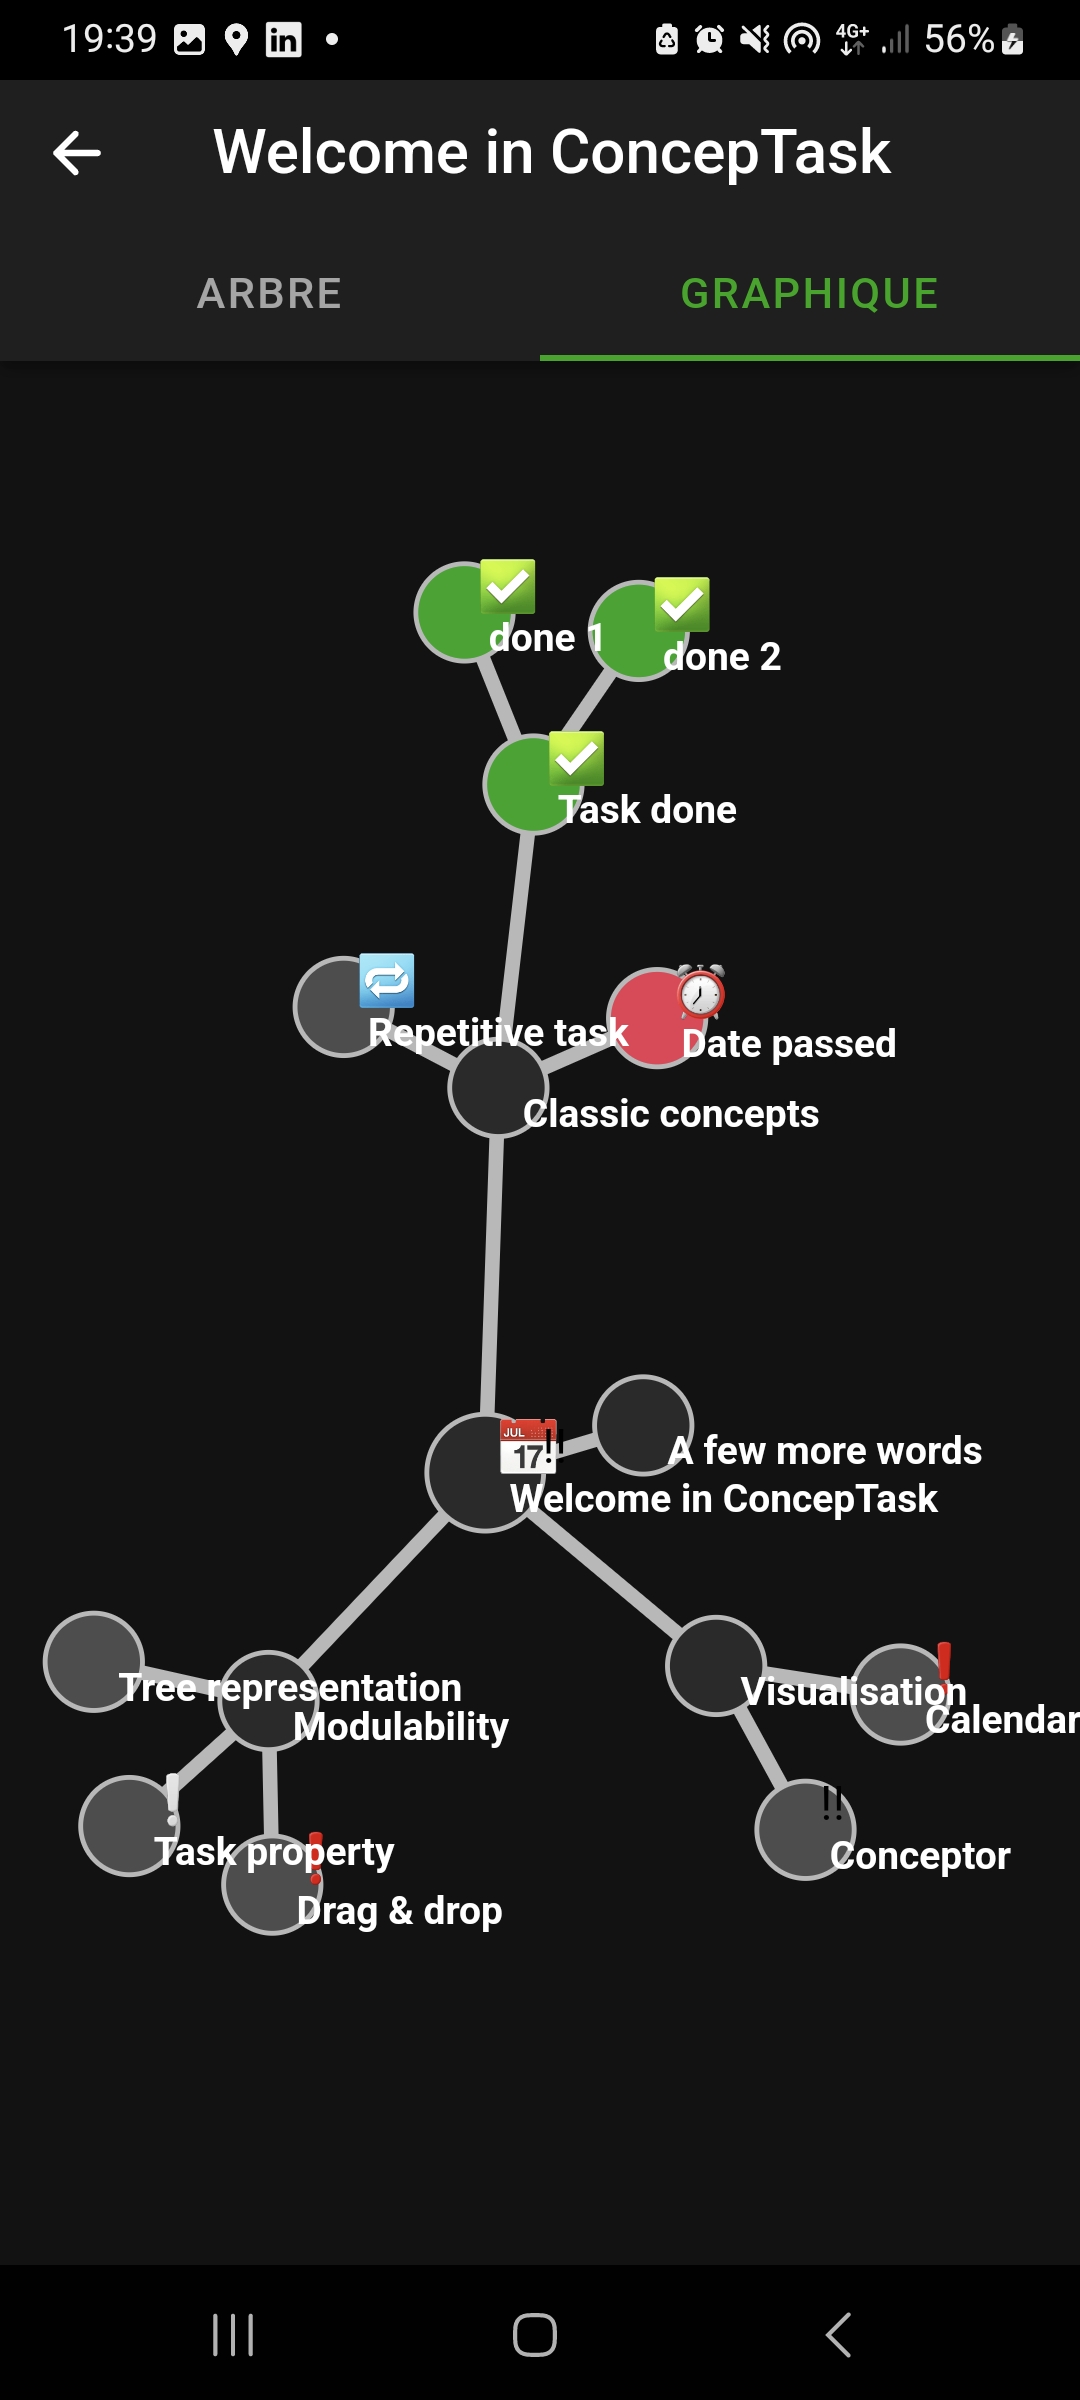 19:39
in
4G+
56%
Welcome in ConcepTask
ARBRE
GRAPHIQUE
done 1
done 2
Task done
Repetitive task
Date passed
Classic concepts
JUL
17
!!
A few more words
Welcome in ConcepTask
Tree representation
Modulability
Visualisation
!
Calendar
!
Task property
!
Drag & drop
!!
Conceptor